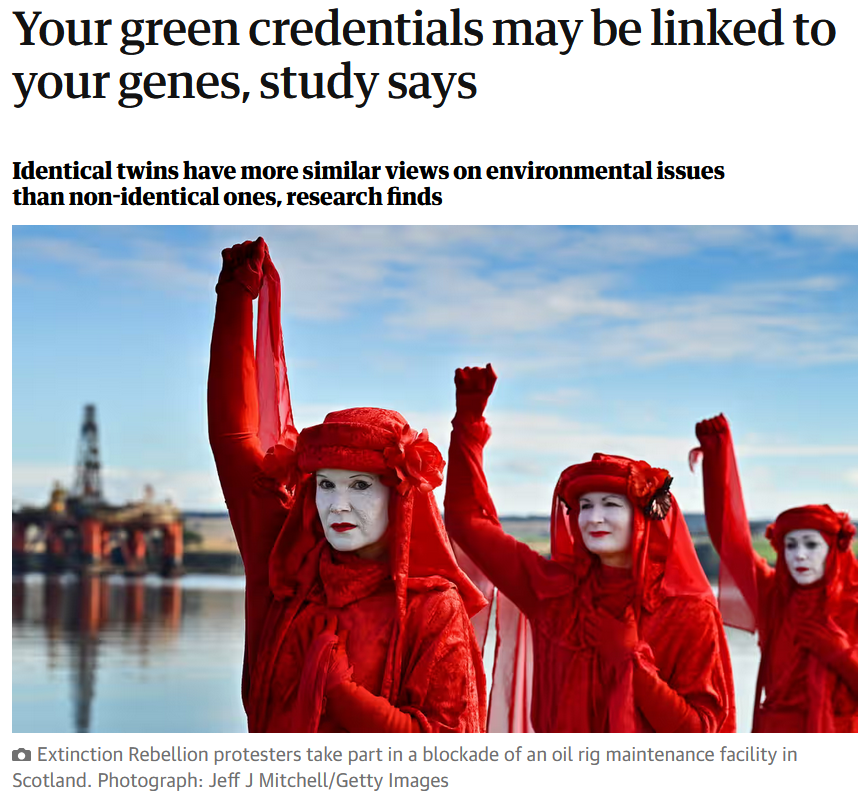 Your green credentials may be linked to
your genes, study says
Identical twins have more similar views on environmental issues
than non-identical ones, research finds
Extinction Rebellion protesters take part in a blockade of an oil rig maintenance facility in
Scotland. Photograph: Jeff J Mitchell/Getty Images